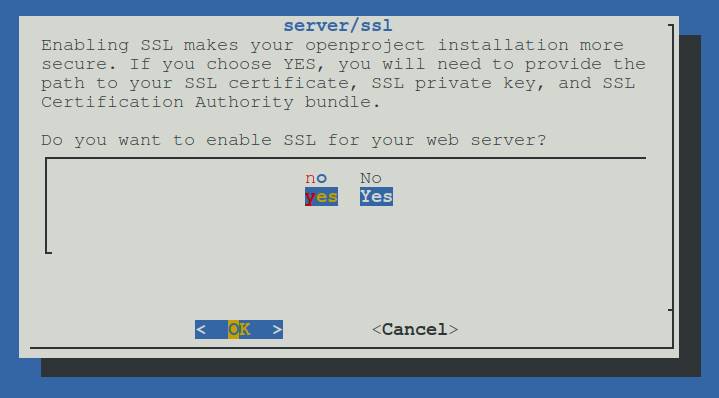 server/ssl
Enabling SSL makes your openproject installation more
secure. If you choose YES, you will need to provide the
path to your SSL certificate, SSL private key, and SSL
Certification Authority bundle.
Do you want to enable SSL for your web server?
no No
yes Yes
< OK > <Cancel>